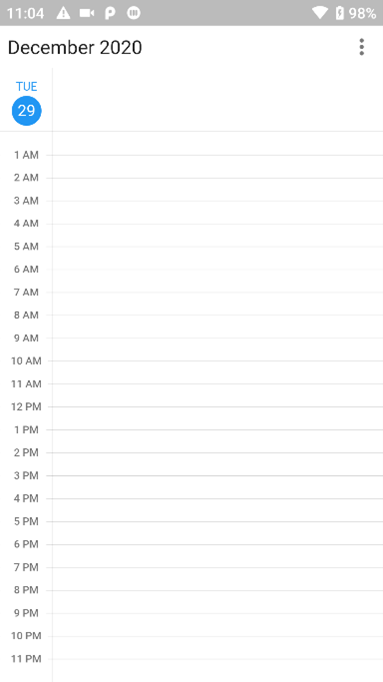 11:04 98%
December 2020
TUE
29
1 AM
2 AM
3 AM
4 AM
5 AM
6 AM
7 AM
8 AM
9 AM
10 AM
11 AM
12 PM
1 PM
2 PM
3 PM
4 PM
5 PM
6 PM
7 PM
8 PM
9 PM
10 PM
11 PM